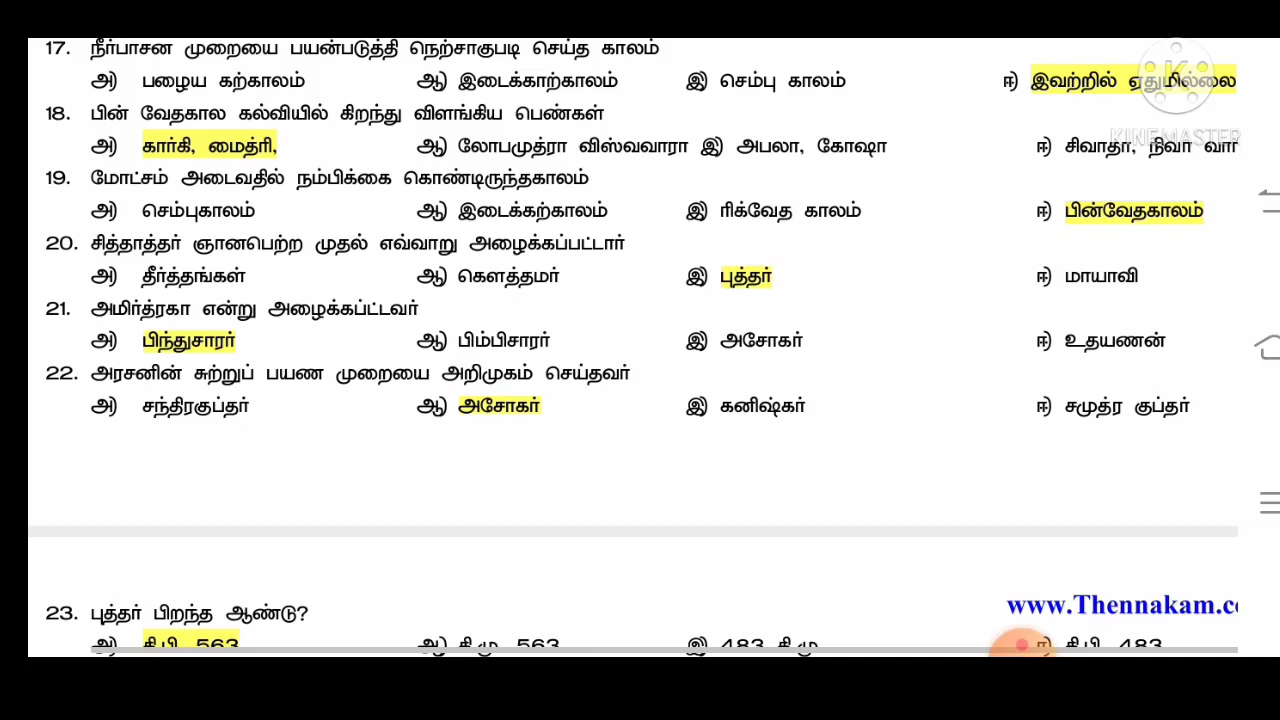 17. நீர்பாசன முறையை பயன்படுத்தி நெற்சாகுபடி செய்த காலம்
அ) பழைய கற்காலம் ஆ) இடைக்காற்காலம் இ) செம்பு காலம் ஈ) இவற்றில் ஏதுமில்லை
KINEMASTER
18. பின் வேதகால கல்வியில் கிறந்து விளங்கிய பெண்கள்
அ) கார்கி, மைத்ரி, ஆ) லோபமுத்ரா விஸ்வவாரா இ) அபலா, கோஷா ஈ) சிவாதா,
19. மோட்சம் அடைவதில் நம்பிக்கை கொண்டிருந்தகாலம்
அ) செம்புகாலம் ஆ) இடைக்கற்காலம் இ) ரிக்வேத காலம் ஈ) பின்வேதகாலம்
20. சித்தாத்தர் ஞானபெற்ற முதல் எவ்வாறு அழைக்கப்பட்டார்
அ) தீர்த்தங்கள் ஆ) கௌத்தமர் இ) புத்தர் ஈ) மாயாவி
21. அமிர்த்ரகா என்று அழைக்கப்ட்டவர்
அ) பிந்துசாரர் ஆ) பிம்பிசாரர் இ) அசோகர் ஈ) உதயணன்
22. அரசனின் சுற்றுப் பயண முறையை அறிமுகம் செய்தவர்
அ) சந்திரகுப்தர் ஆ) அசோகர் இ) கனிஷ்கர் ஈ) சமுத்ர குப்தர்
www.Thennakam.c
23. புத்தர் பிறந்த ஆண்டு?
அ) கி.பி. 563 ஆ) கி.மு. 563 இ) 483 கி.மு ஈ) கி.பி. 483